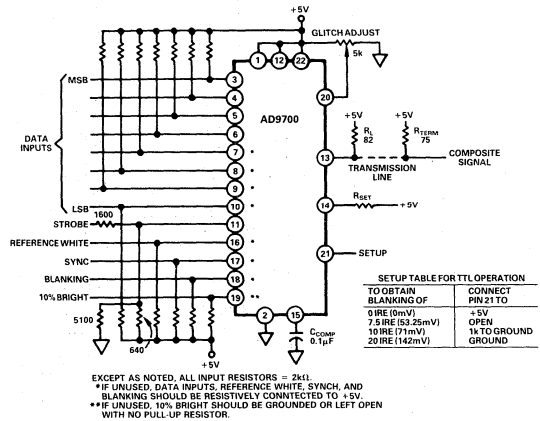 +5V
GLITCH ADJUST
5k
1
12
22
20
AD9700
MSB
3
4
5
6
7 *
8 *
9 *
10 *
LSB
DATA
INPUTS
+5V
RL
82
+5V
RTERM
75
13
TRANSMISSION
LINE
COMPOSITE
SIGNAL
14
RSET
+5V
1600
STROBE
11
REFERENCE WHITE
16 *
SYNC
17 *
BLANKING
18 *
10% BRIGHT
19 **
21
SETUP
5100
640
+5V
2
15
CCOMP
0.1μF
SETUP TABLE FOR TTL OPERATION
TO OBTAIN BLANKING OF
CONNECT PIN 21 TO
0 IRE (0mV) +5V
7.5 IRE (53.25mV) OPEN
10 IRE (71mV) 1k TO GROUND
20 IRE (142mV) GROUND
EXCEPT AS NOTED, ALL INPUT RESISTORS = 2kΩ.
*IF UNUSED, DATA INPUTS, REFERENCE WHITE, SYNCH, AND
BLANKING SHOULD BE RESISTIVELY CONNTECTED TO +5V.
**IF UNUSED, 10% BRIGHT SHOULD BE GROUNDED OR LEFT OPEN
WITH NO PULL-UP RESISTOR.